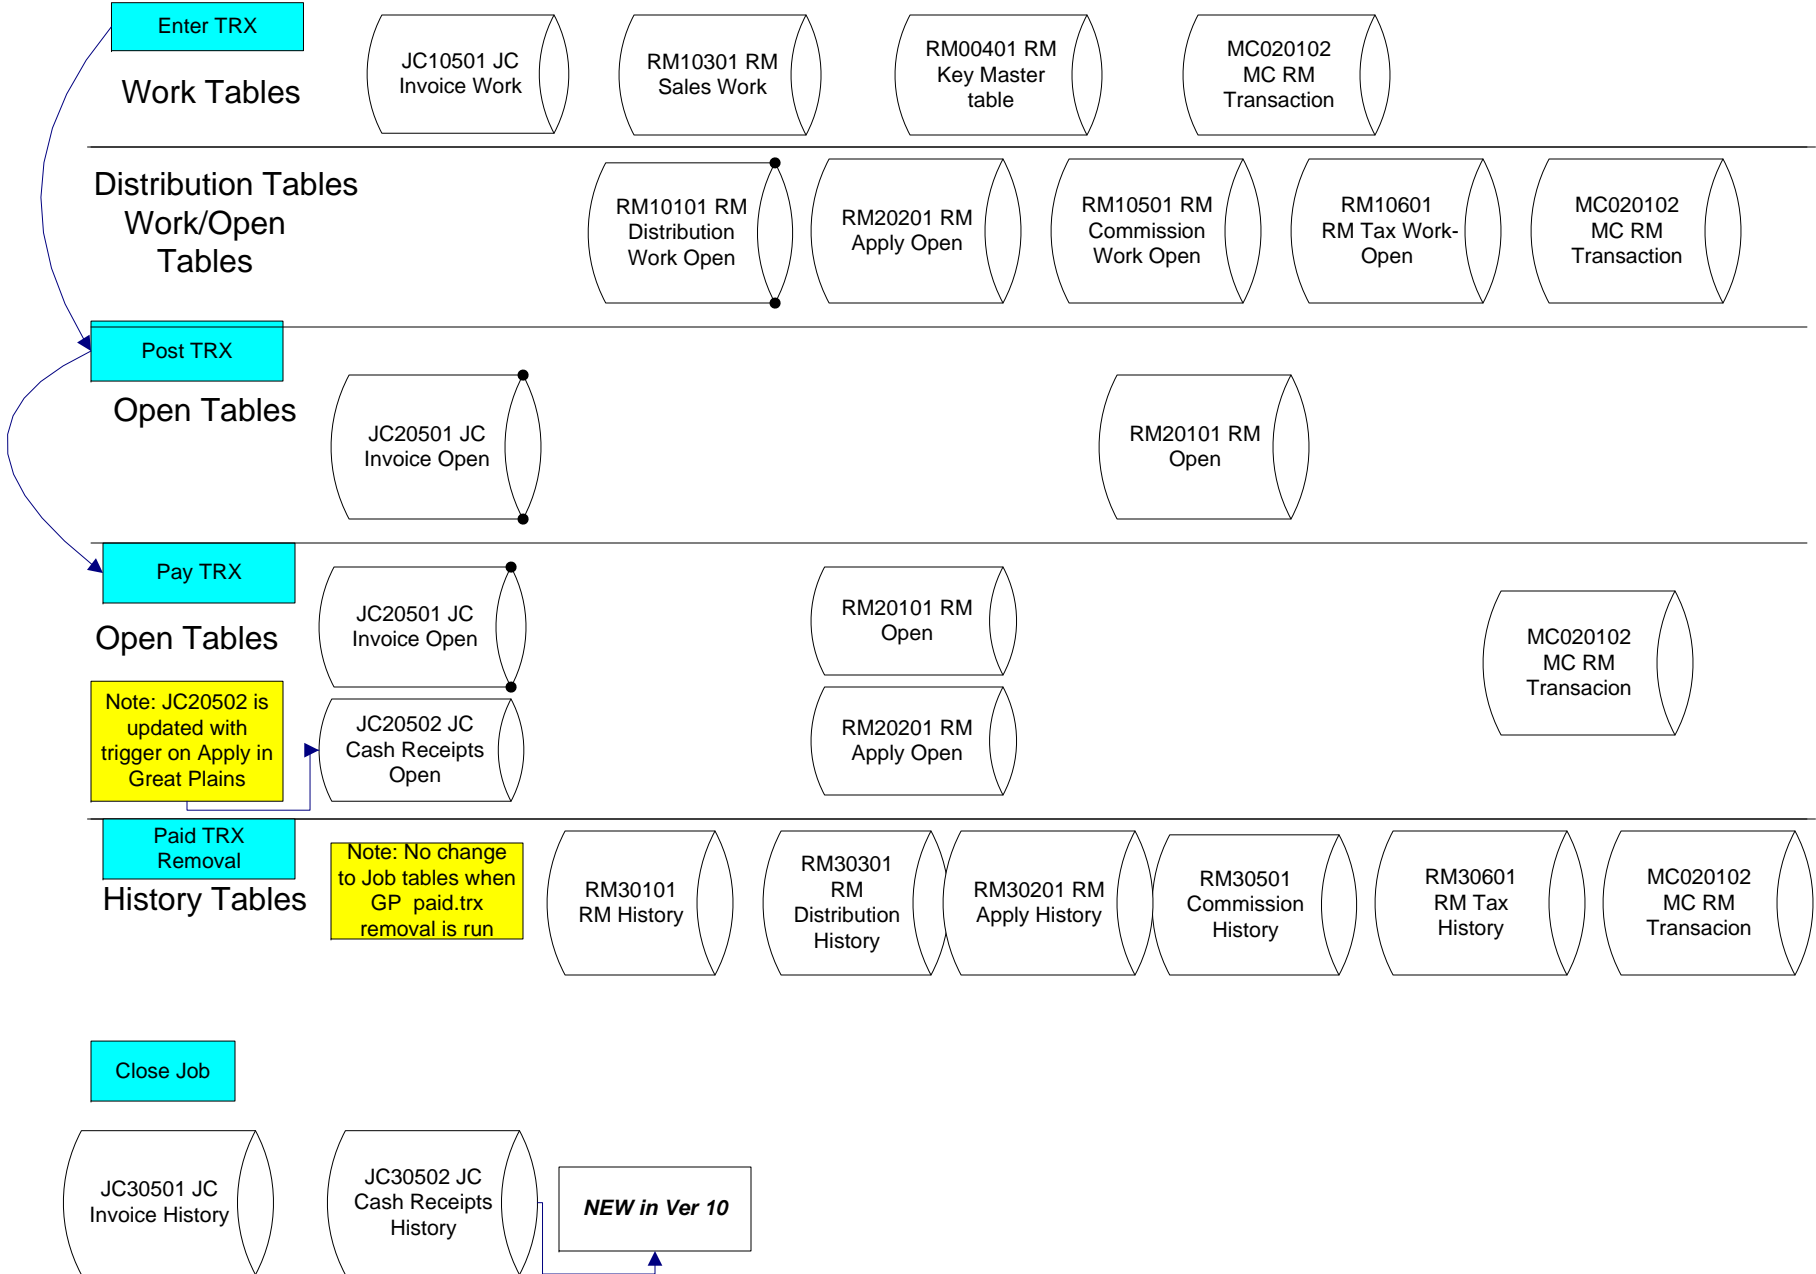 Enter TRX
Work Tables
JC10501 JC
Invoice Work
RM10301 RM
Sales Work
RM00401 RM
Key Master
table
MC020102
MC RM
Transaction
Distribution Tables
Work/Open
Tables
RM10101 RM
Distribution
Work Open
RM20201 RM
Apply Open
RM10501 RM
Commission
Work Open
RM10601
RM Tax Work-
Open
MC020102
MC RM
Transaction
Post TRX
Open Tables
JC20501 JC
Invoice Open
RM20101 RM
Open
Pay TRX
Open Tables
JC20501 JC
Invoice Open
RM20101 RM
Open
MC020102
MC RM
Transacion
Note: JC20502 is
updated with
trigger on Apply in
Great Plains
JC20502 JC
Cash Receipts
Open
RM20201 RM
Apply Open
Paid TRX
Removal
History Tables
Note: No change
to Job tables when
GP  paid.trx
removal is run
RM30101
RM History
RM30301
RM
Distribution
History
RM30201 RM
Apply History
RM30501
Commission
History
RM30601
RM Tax
History
MC020102
MC RM
Transacion
Close Job
JC30501 JC
Invoice History
JC30502 JC
Cash Receipts
History
NEW in Ver 10